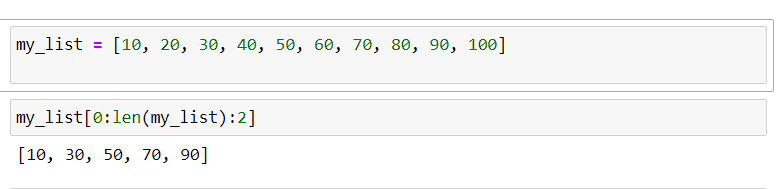 my_list = [10, 20, 30, 40, 50, 60, 70, 80, 90, 100]
my_list[0:len(my_list):2]
[10, 30, 50, 70, 90]